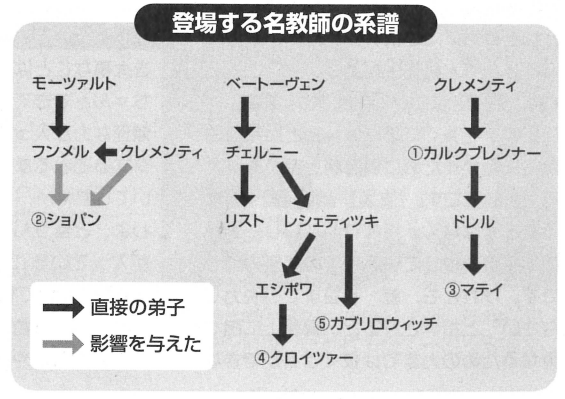 登場する名教師の系譜
モーツァルト
ベートーヴェン
クレメンティ
フンメル
クレメンティ
チェルニー
①カルクブレンナー
②ショパン
リスト
レシェティツキ
ドレル
エシポワ
③マテイ
⑤ガブリロウィッチ
④クロイツァー
直接の弟子
影響を与えた